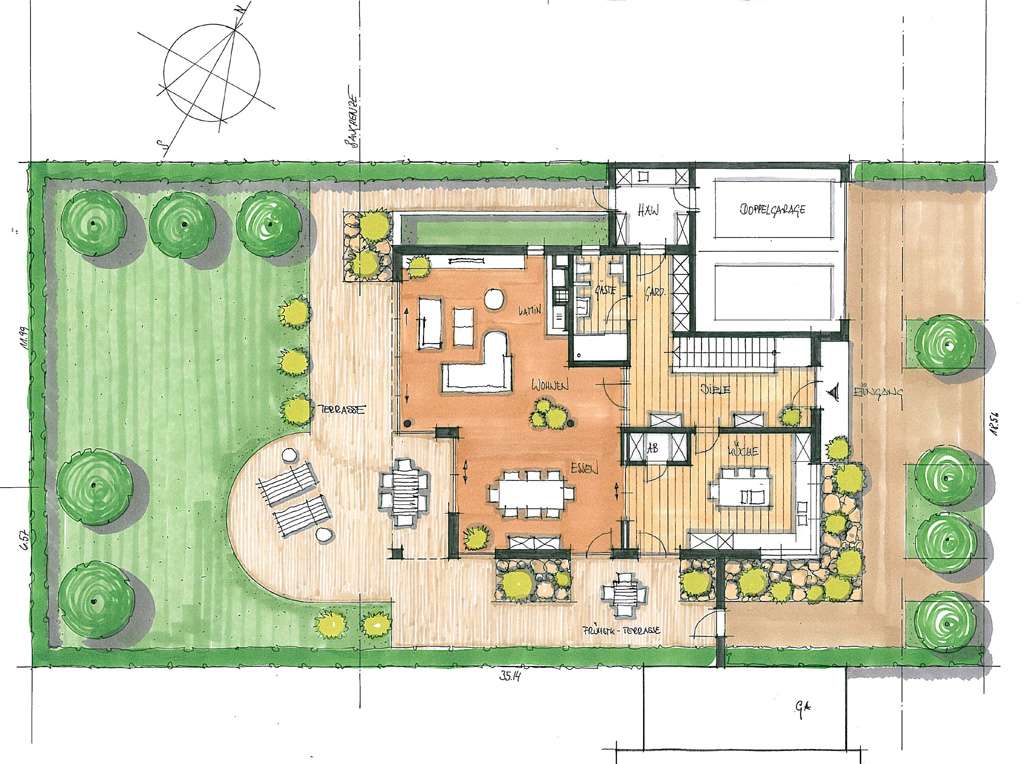 N
S
BAUGRENZE
HAW
DOPPELGARAGE
GÄSTE
GARD.
KAMIN
11.99
WOHNEN
DIELE
EINGANG
TERRASSE
18.56
AB
KÜCHE
ESSEN
6.57
FRÜHSTK-TERRASSE
35.14
GA